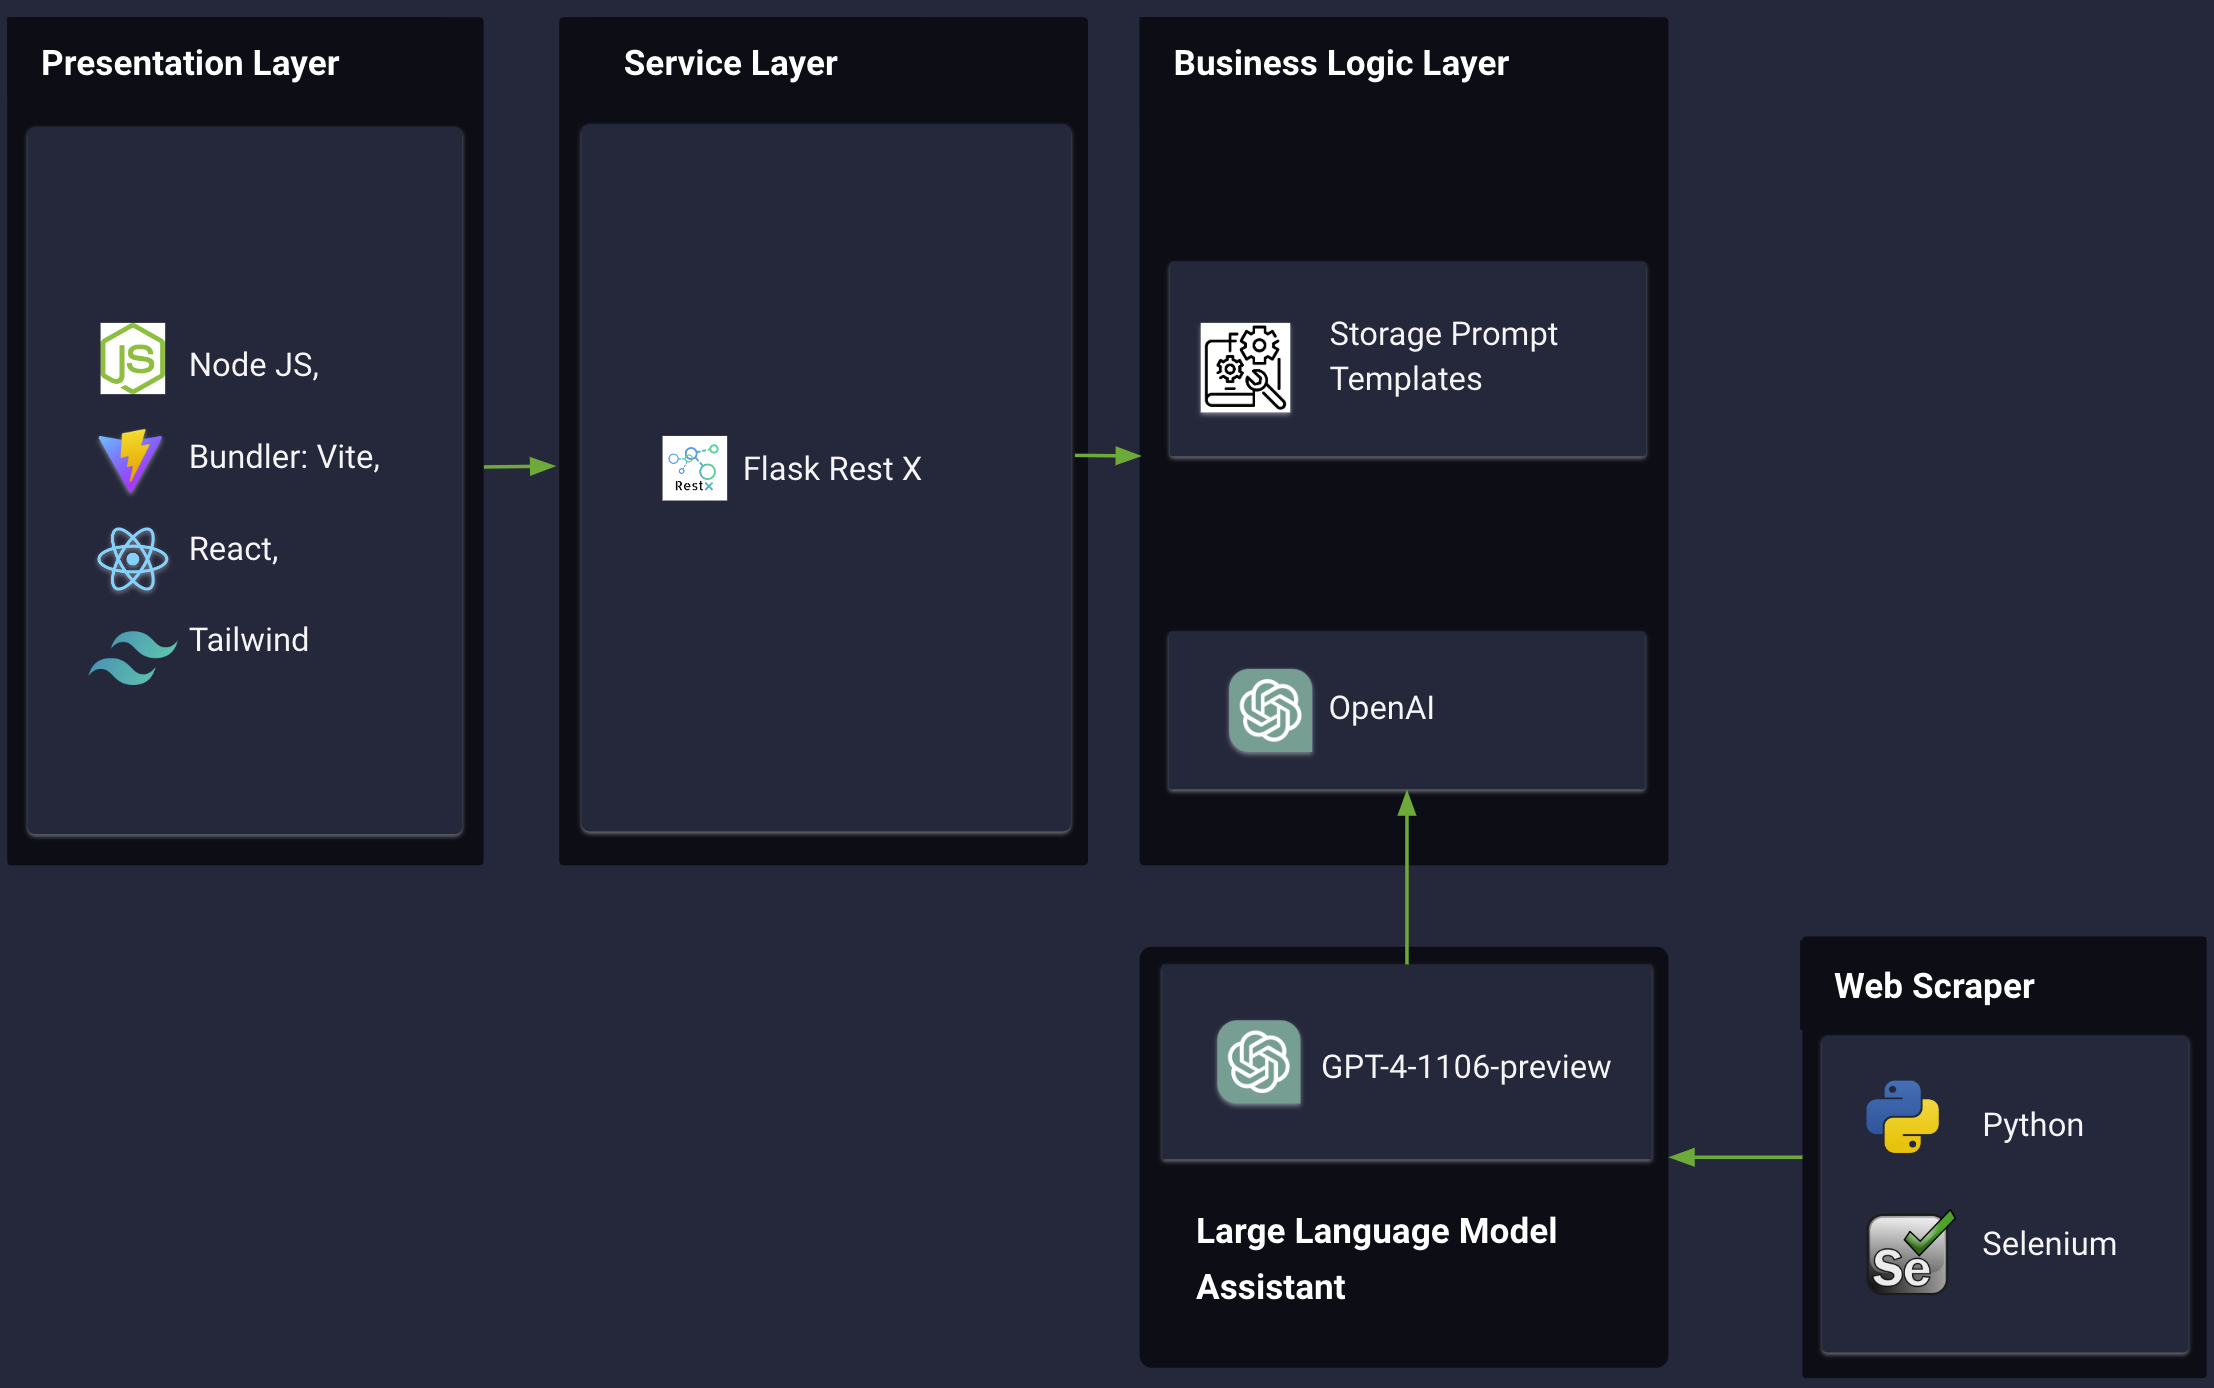 Presentation Layer
JS
Node JS,
Bundler: Vite,
React,
Tailwind
Service Layer
Restx
Flask Rest X
Business Logic Layer
Storage Prompt
Templates
OpenAI
GPT-4-1106-preview
Large Language Model
Assistant
Web Scraper
Python
Se
Selenium